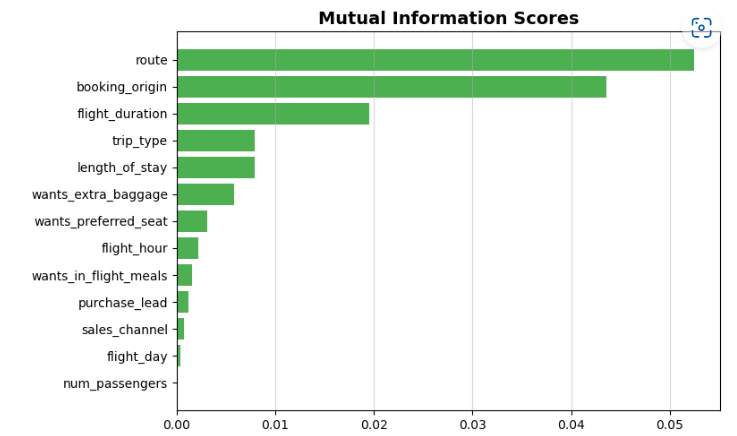 Mutual Information Scores
route
booking_origin
flight_duration
trip_type
length_of_stay
wants_extra_baggage
wants_preferred_seat
flight_hour
wants_in_flight_meals
purchase_lead
sales_channel
flight_day
num_passengers
0.00 0.01 0.02 0.03 0.04 0.05